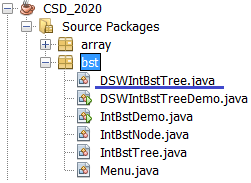 CSD_2020
Source Packages
array
bst
DSWIntBstTree.java
DSWIntBstTreeDemo.java
IntBstDemo.java
IntBstNode.java
IntBstTree.java
Menu.java